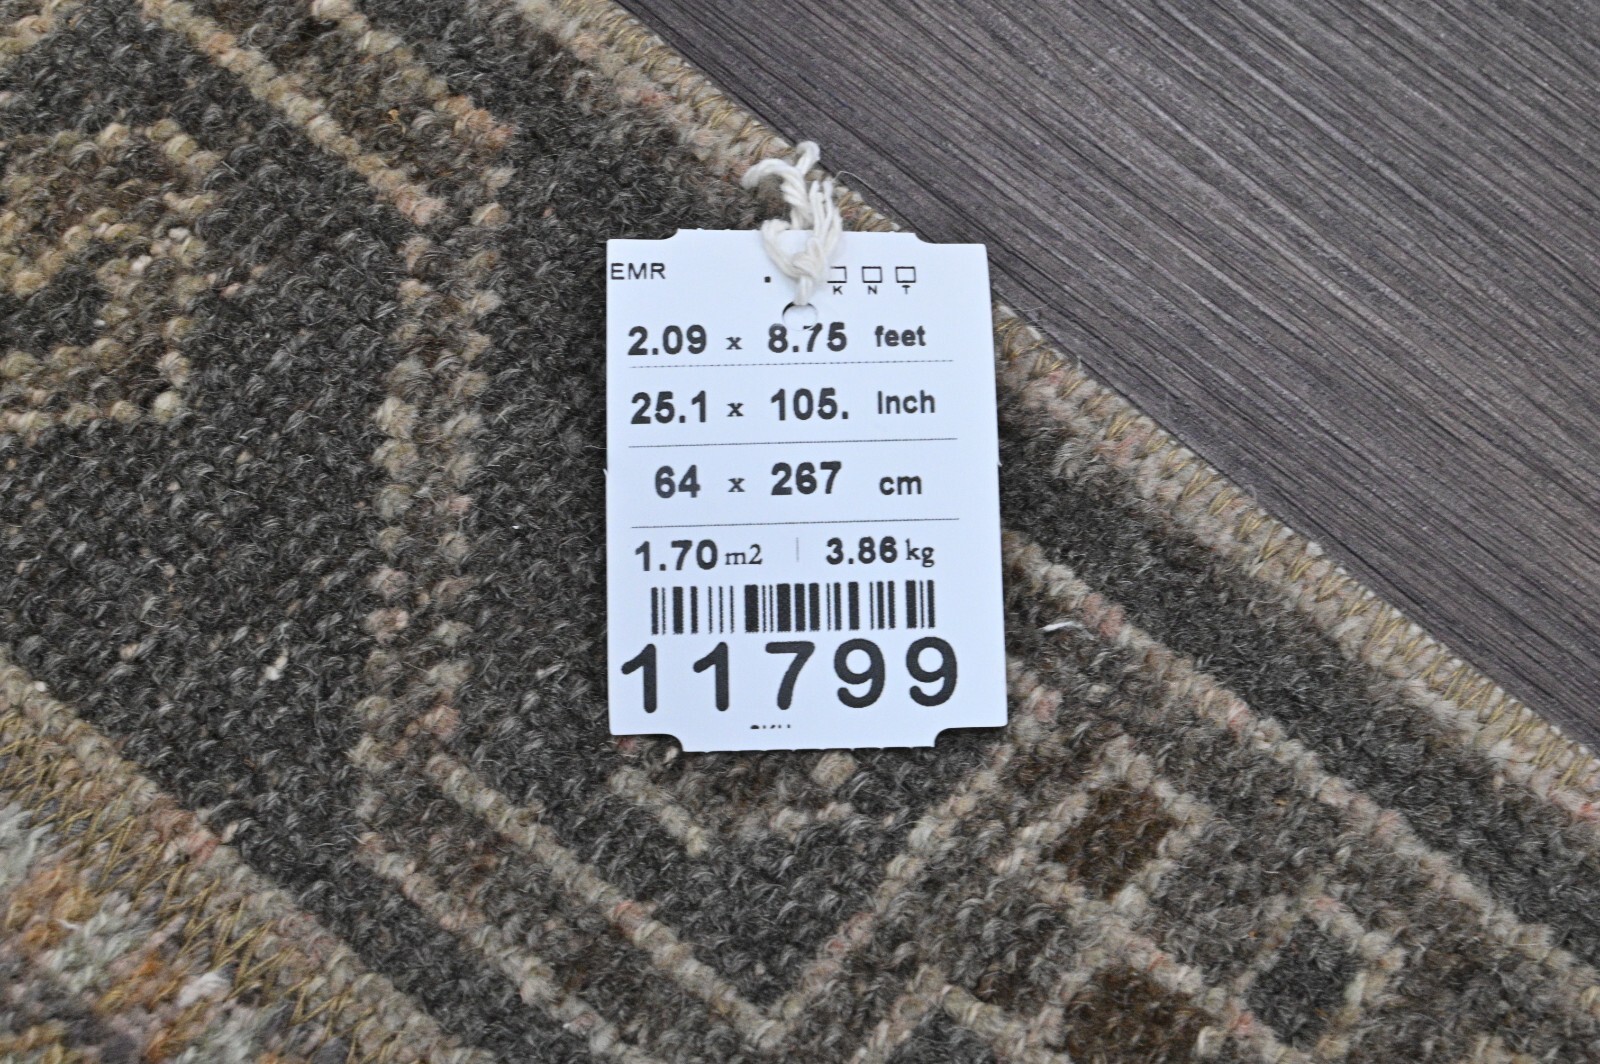 EMR
K N T
2.09 x 8.75 feet
25.1 x 105. Inch
64 x 267 cm
1.70 m2 | 3.86 kg
11799